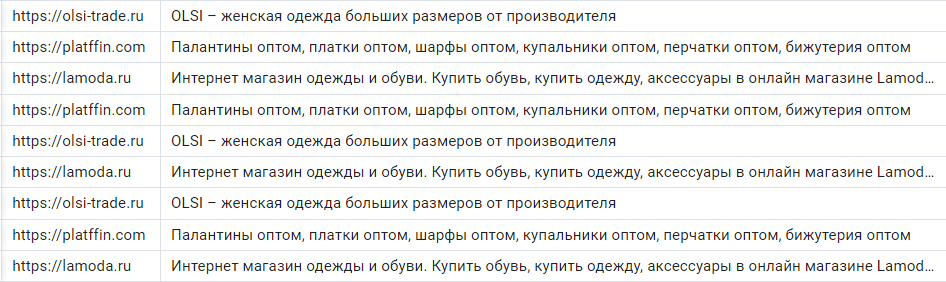 https://olsi-trade.ru OLSI – женская одежда больших размеров от производителя
https://platffin.com Палантины оптом, платки оптом, шарфы оптом, купальники оптом, перчатки оптом, бижутерия оптом
https://lamoda.ru Интернет магазин одежды и обуви. Купить обувь, купить одежду, аксессуары в онлайн магазине Lamod...
https://platffin.com Палантины оптом, платки оптом, шарфы оптом, купальники оптом, перчатки оптом, бижутерия оптом
https://olsi-trade.ru OLSI – женская одежда больших размеров от производителя
https://lamoda.ru Интернет магазин одежды и обуви. Купить обувь, купить одежду, аксессуары в онлайн магазине Lamod...
https://olsi-trade.ru OLSI – женская одежда больших размеров от производителя
https://platffin.com Палантины оптом, платки оптом, шарфы оптом, купальники оптом, перчатки оптом, бижутерия оптом
https://lamoda.ru Интернет магазин одежды и обуви. Купить обувь, купить одежду, аксессуары в онлайн магазине Lamod...